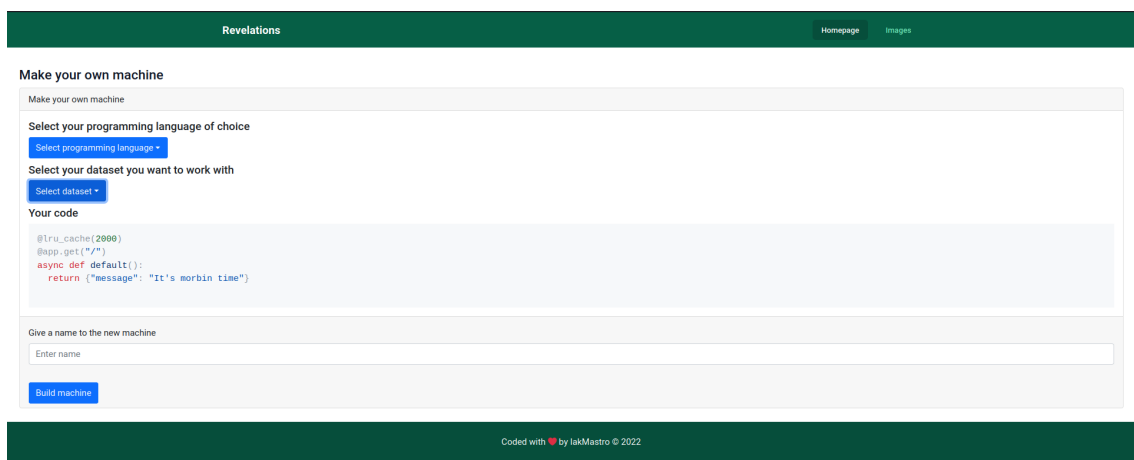 Revelations
Homepage Images
Make your own machine
Make your own machine
Select your programming language of choice
Select programming language
Select your dataset you want to work with
Select dataset
Your code
@lru_cache(2000)
@app.get("/")
async def default():
  return {"message": "It's morbin time"}
Give a name to the new machine
Enter name
Build machine
Coded with ❤ by IakMastro © 2022